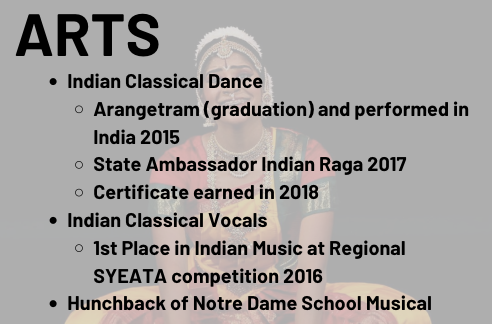 ARTS
• Indian Classical Dance
○ Arangetram (graduation) and performed in
India 2015
○ State Ambassador Indian Raga 2017
○ Certificate earned in 2018
• Indian Classical Vocals
○ 1st Place in Indian Music at Regional
SYEATA competition 2016
• Hunchback of Notre Dame School Musical